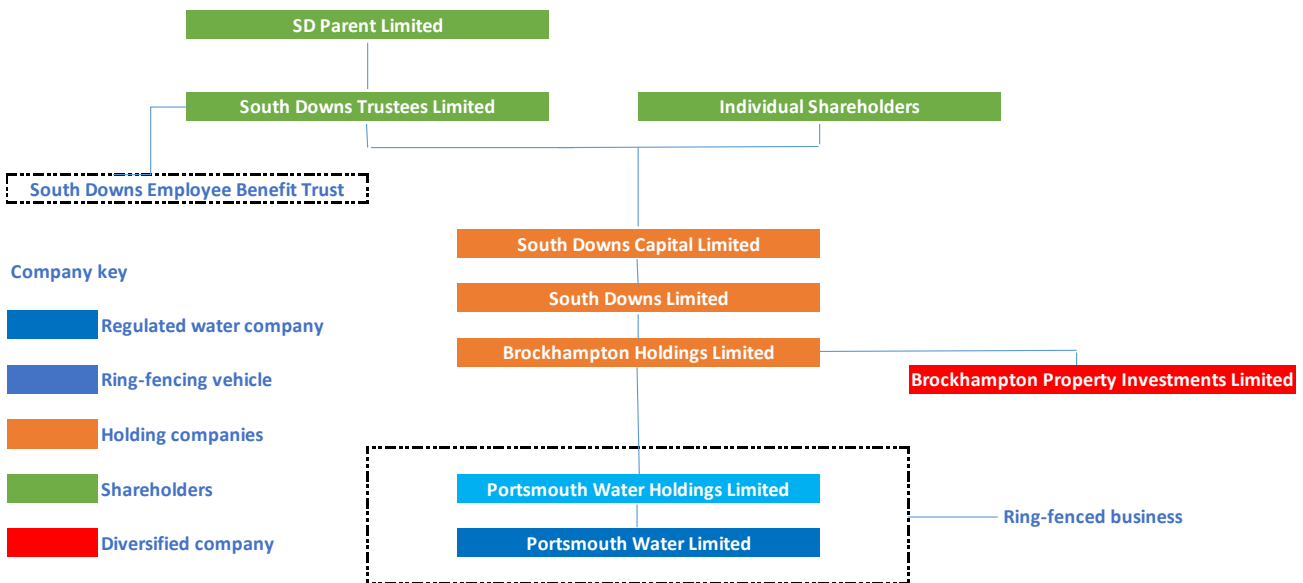 SD Parent Limited
South Downs Trustees Limited
Individual Shareholders
South Downs Employee Benefit Trust
South Downs Capital Limited
Company key
South Downs Limited
Regulated water company
Brockhampton Holdings Limited
Ring-fencing vehicle
Brockhampton Property Investments Limited
Holding companies
Portsmouth Water Holdings Limited
Shareholders
Ring-fenced business
Portsmouth Water Limited
Diversified company